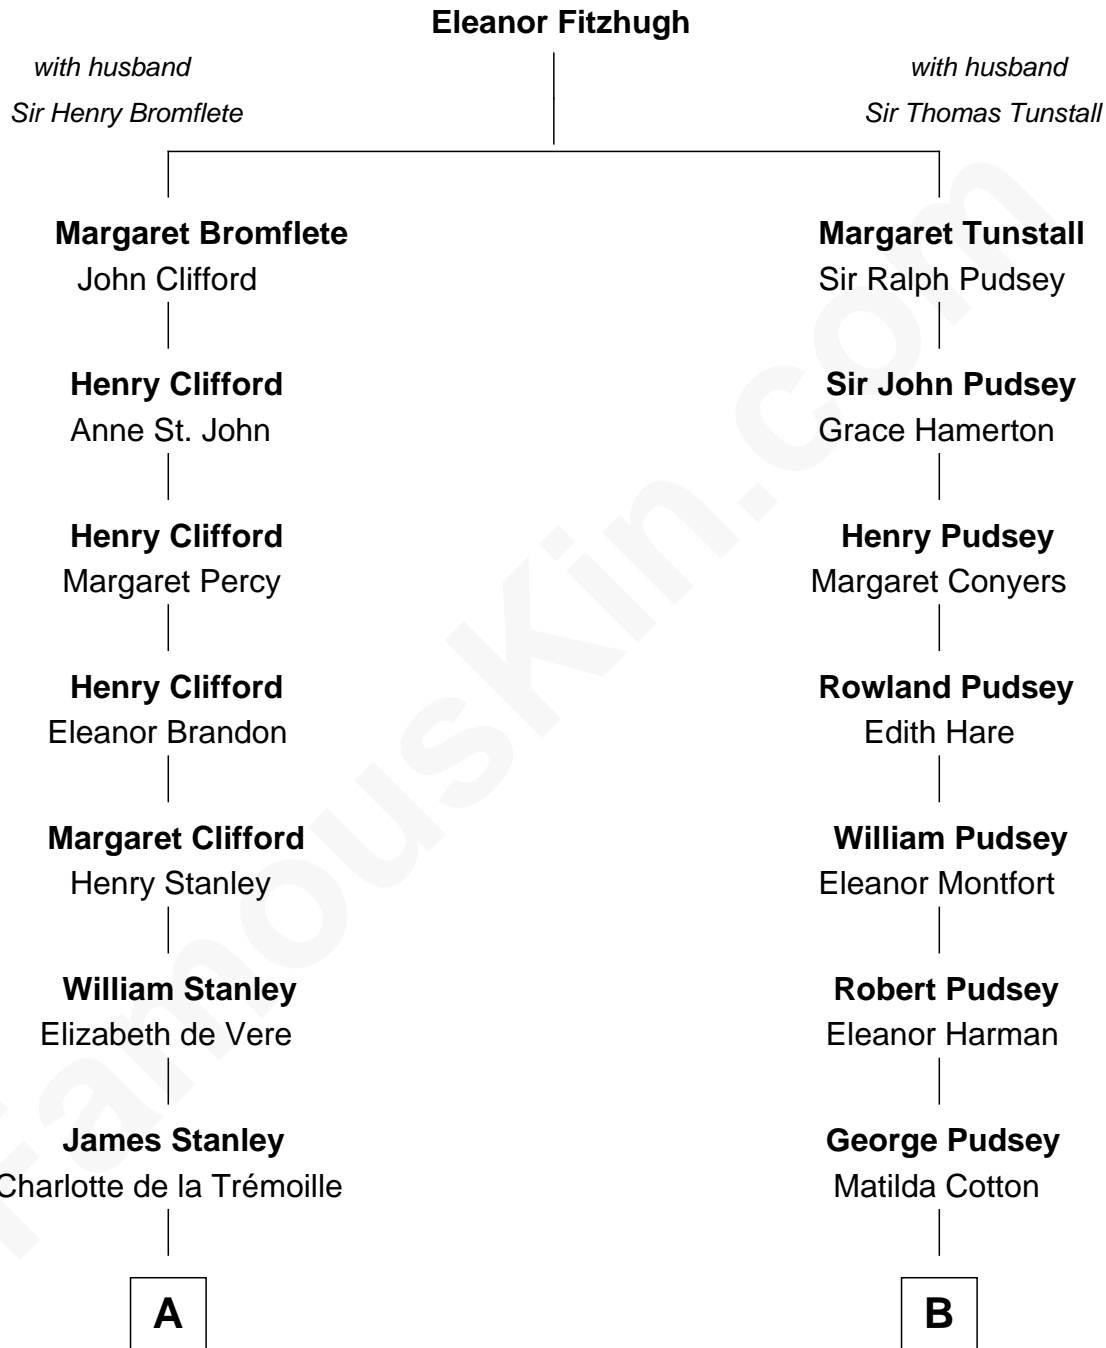 Eleanor Fitzhugh
with husband
Sir Henry Bromflete
with husband
Sir Thomas Tunstall
Margaret Bromflete
John Clifford
Margaret Tunstall
Sir Ralph Pudsey
Henry Clifford
Anne St. John
Sir John Pudsey
Grace Hamerton
Henry Clifford
Margaret Percy
Henry Pudsey
Margaret Conyers
Henry Clifford
Eleanor Brandon
Rowland Pudsey
Edith Hare
Margaret Clifford
Henry Stanley
William Pudsey
Eleanor Montfort
William Stanley
Elizabeth de Vere
Robert Pudsey
Eleanor Harman
James Stanley
Charlotte de la Trémoille
George Pudsey
Matilda Cotton
A
B
FamousKin.com